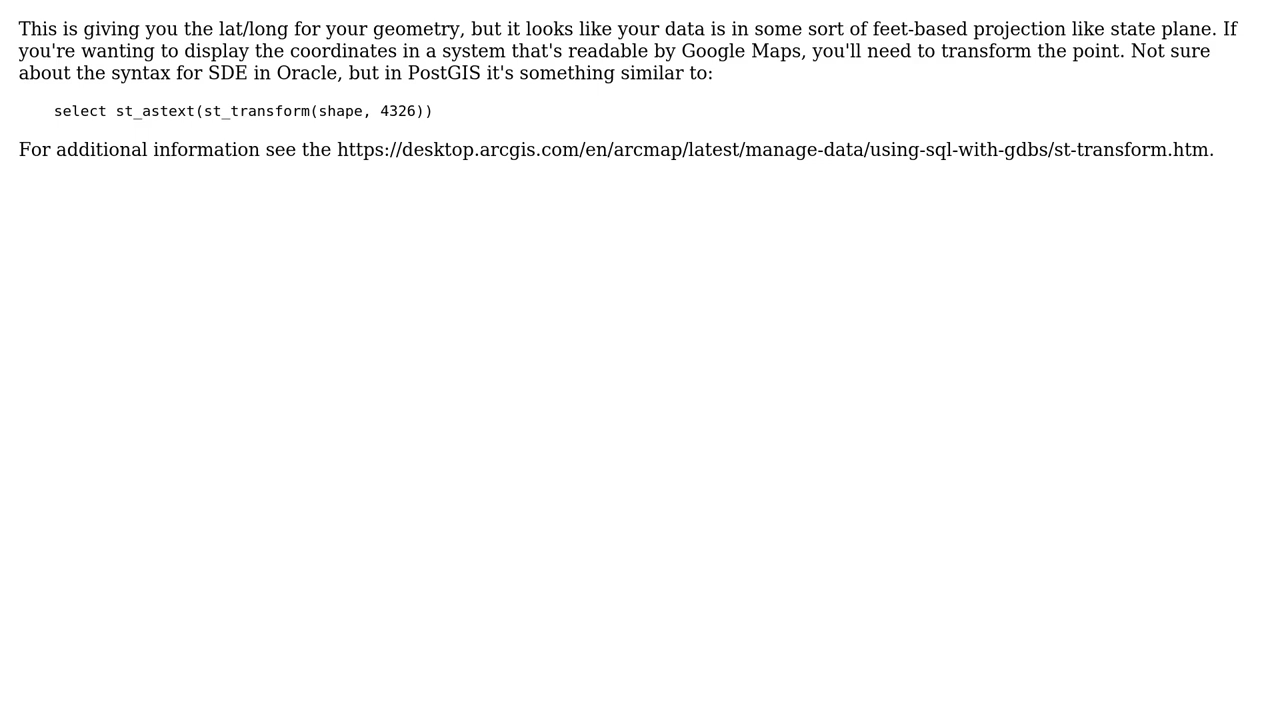 This is giving you the lat/long for your geometry, but it looks like your data is in some sort of feet-based projection like state plane. If
you're wanting to display the coordinates in a system that's readable by Google Maps, you'll need to transform the point. Not sure
about the syntax for SDE in Oracle, but in PostGIS it's something similar to:
select st_astext(st_transform(shape, 4326))
For additional information see the https://desktop.arcgis.com/en/arcmap/latest/manage-data/using-sql-with-gdbs/st-transform.htm.